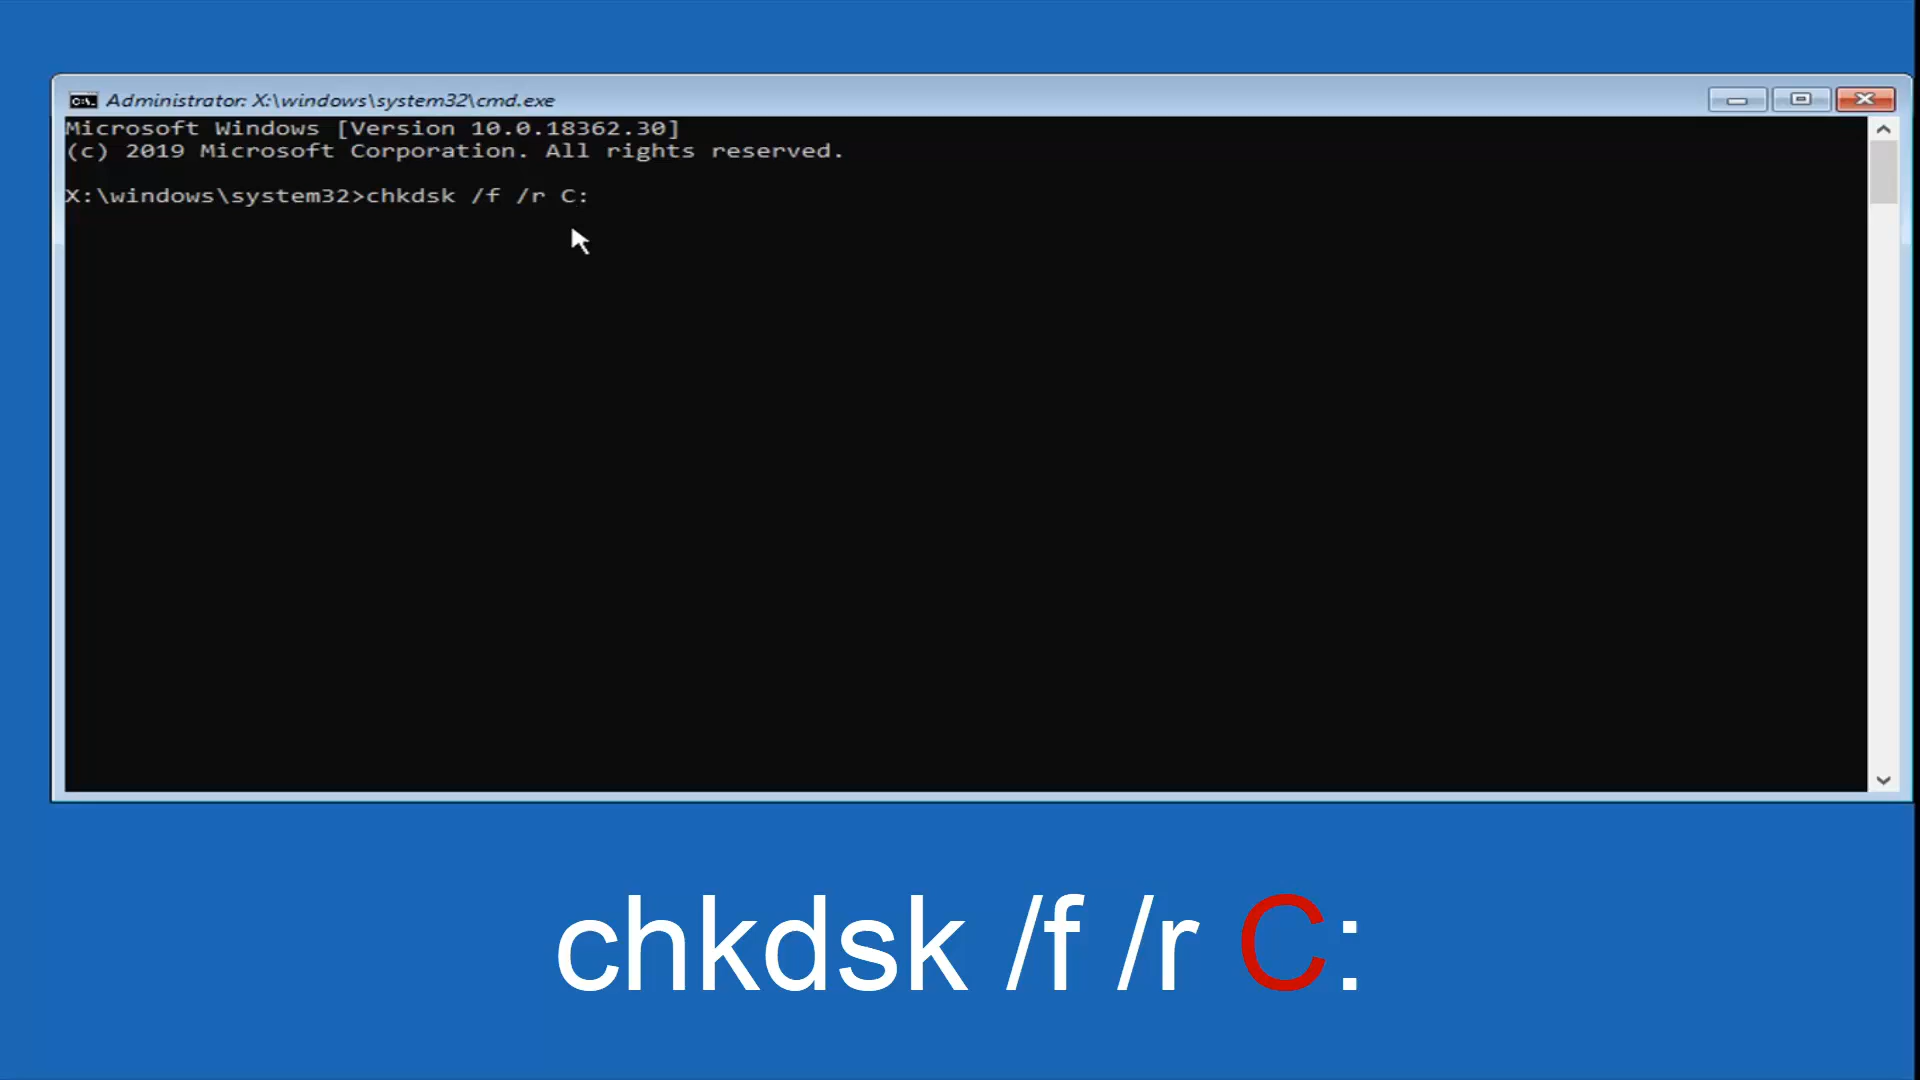 Administrator: X:\windows\system32\cmd.exe
Microsoft Windows [Version 10.0.18362.30]
(c) 2019 Microsoft Corporation. All rights reserved.
X:\windows\system32>chkdsk /f /r C:
chkdsk /f /r C: